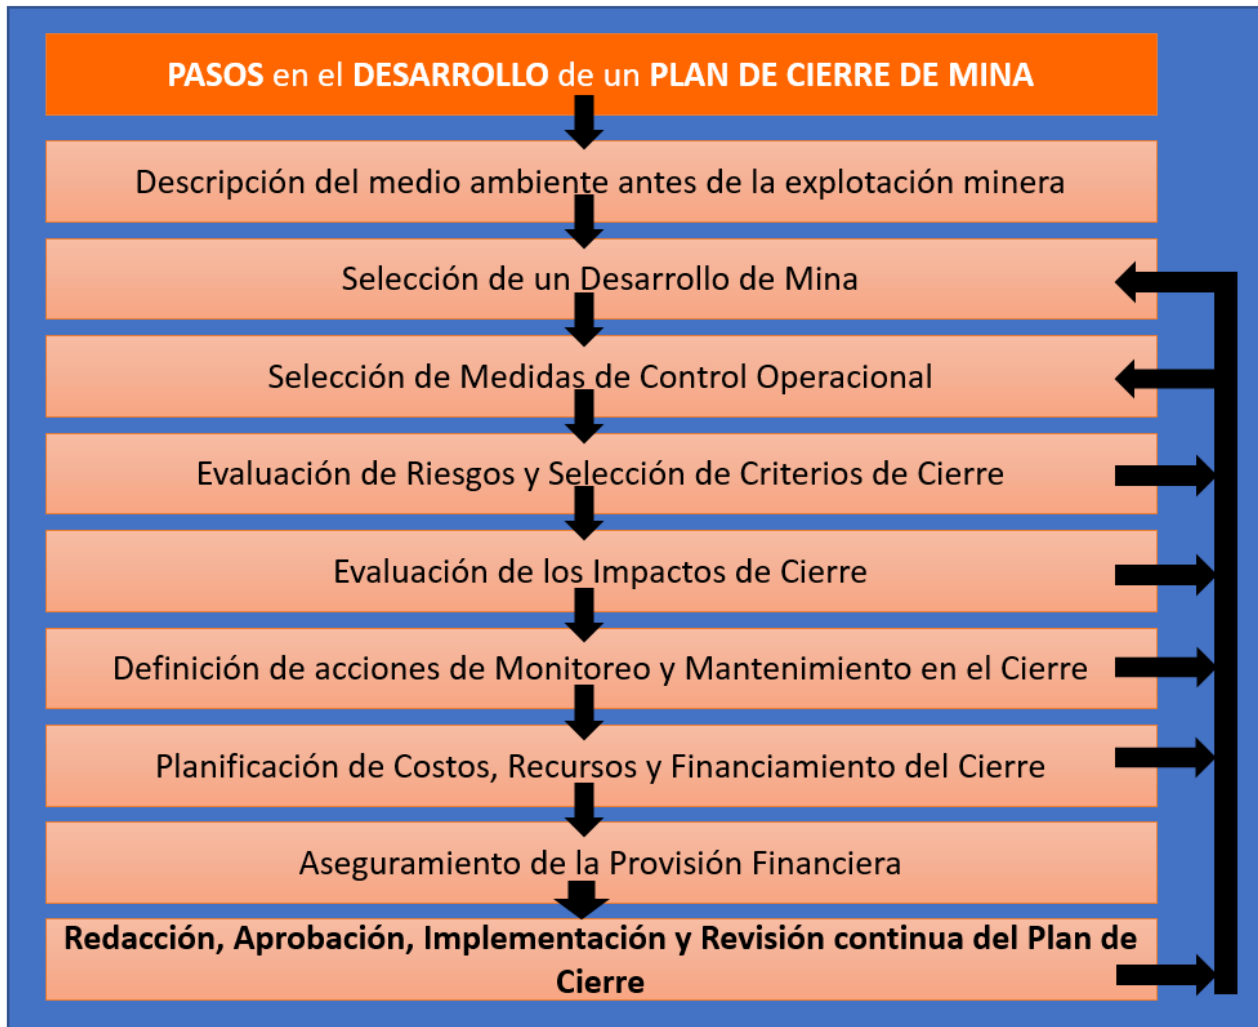 PASOS en el DESARROLLO de un PLAN DE CIERRE DE MINA
Descripción del medio ambiente antes de la explotación minera
Selección de un Desarrollo de Mina
Selección de Medidas de Control Operacional
Evaluación de Riesgos y Selección de Criterios de Cierre
Evaluación de los Impactos de Cierre
Definición de acciones de Monitoreo y Mantenimiento en el Cierre
Planificación de Costos, Recursos y Financiamiento del Cierre
Aseguramiento de la Provisión Financiera
Redacción, Aprobación, Implementación y Revisión continua del Plan de
Cierre